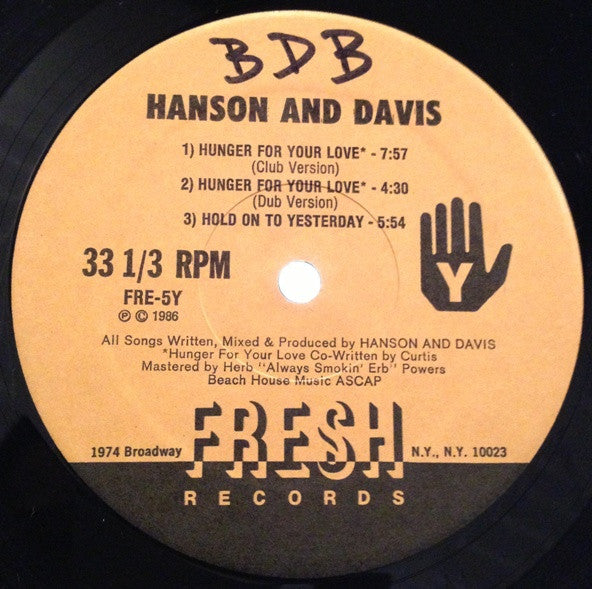 BDB
HANSON AND DAVIS
1) HUNGER FOR YOUR LOVE* - 7:57
(Club Version)
2) HUNGER FOR YOUR LOVE* - 4:30
(Dub Version)
3) HOLD ON TO YESTERDAY - 5:54
33 1/3 RPM
Y
FRE-5Y
℗ © 1986
All Songs Written, Mixed & Produced by HANSON AND DAVIS
*Hunger For Your Love Co-Written by Curtis
Mastered by Herb "Always Smokin' Erb" Powers
Beach House Music ASCAP
1974 Broadway FRESH N.Y., N.Y. 10023
RECORDS